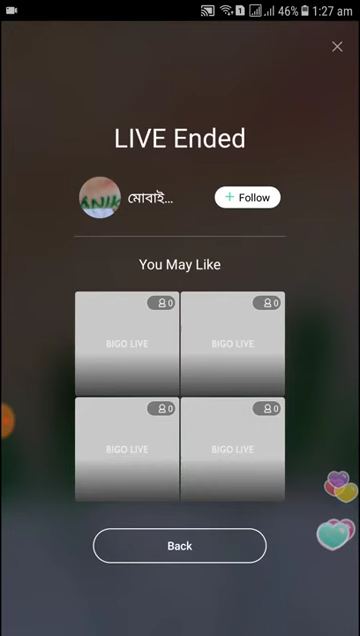 46% 1:27 am
LIVE Ended
মোবাই...
+ Follow
You May Like
0
0
BIGO LIVE
BIGO LIVE
0
0
BIGO LIVE
BIGO LIVE
Back